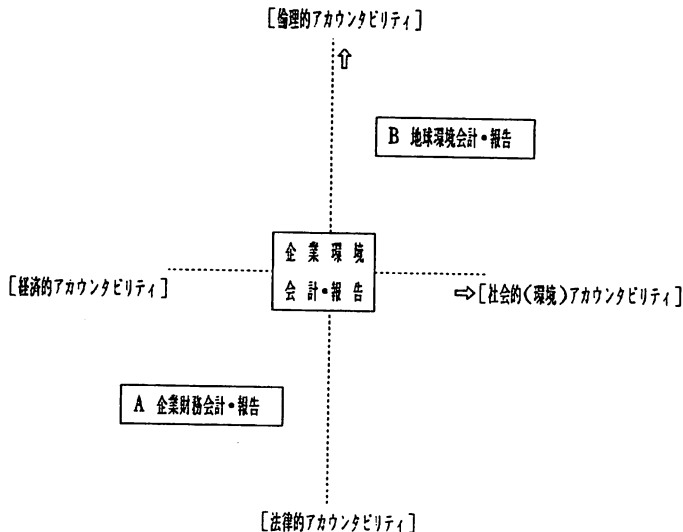 [倫理的アカウンタビリティ]
⇧
B 地球環境会計・報告
企業環境
会計・報告
[経済的アカウンタビリティ]
⇨[社会的(環境)アカウンタビリティ]
A 企業財務会計・報告
[法律的アカウンタビリティ]